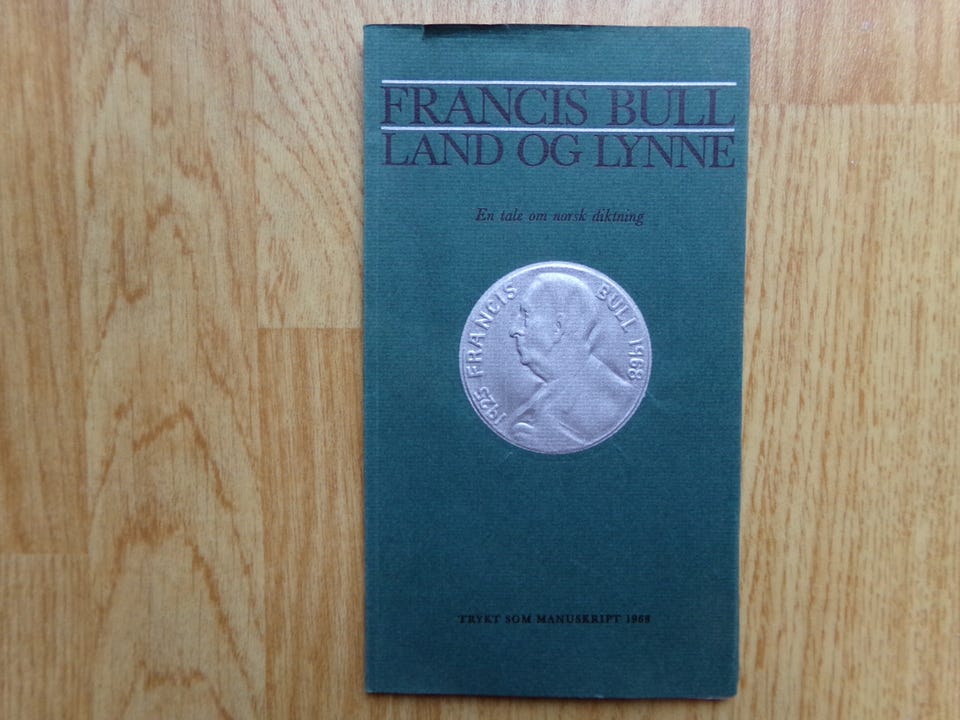 FRANCIS BULL
LAND OG LYNNE
En tale om norsk diktning
1925 FRANCIS BULL 1968
TRYKT SOM MANUSKRIPT 1968